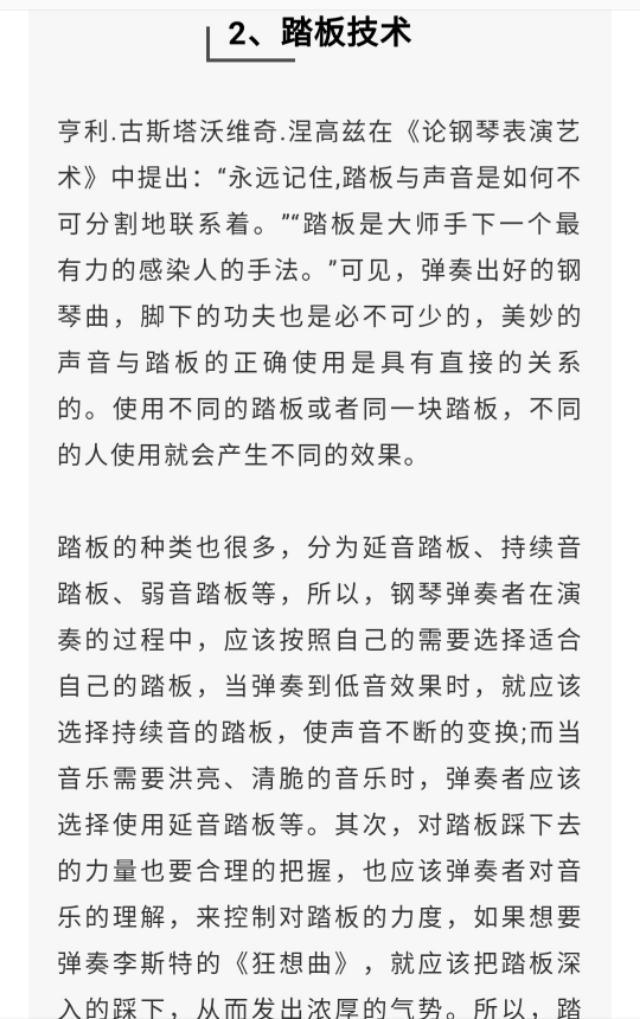 2、踏板技术
亨利.古斯塔沃维奇.涅高兹在《论钢琴表演艺
术》中提出：“永远记住,踏板与声音是如何不
可分割地联系着。”“踏板是大师手下一个最
有力的感染人的手法。”可见，弹奏出好的钢
琴曲，脚下的功夫也是必不可少的，美妙的
声音与踏板的正确使用是具有直接的关系
的。使用不同的踏板或者同一块踏板，不同
的人使用就会产生不同的效果。
踏板的种类也很多，分为延音踏板、持续音
踏板、弱音踏板等，所以，钢琴弹奏者在演
奏的过程中，应该按照自己的需要选择适合
自己的踏板，当弹奏到低音效果时，就应该
选择持续音的踏板，使声音不断的变换;而当
音乐需要洪亮、清脆的音乐时，弹奏者应该
选择使用延音踏板等。其次，对踏板踩下去
的力量也要合理的把握，也应该弹奏者对音
乐的理解，来控制对踏板的力度，如果想要
弹奏李斯特的《狂想曲》，就应该把踏板深
入的踩下，从而发出浓厚的气势。所以，踏